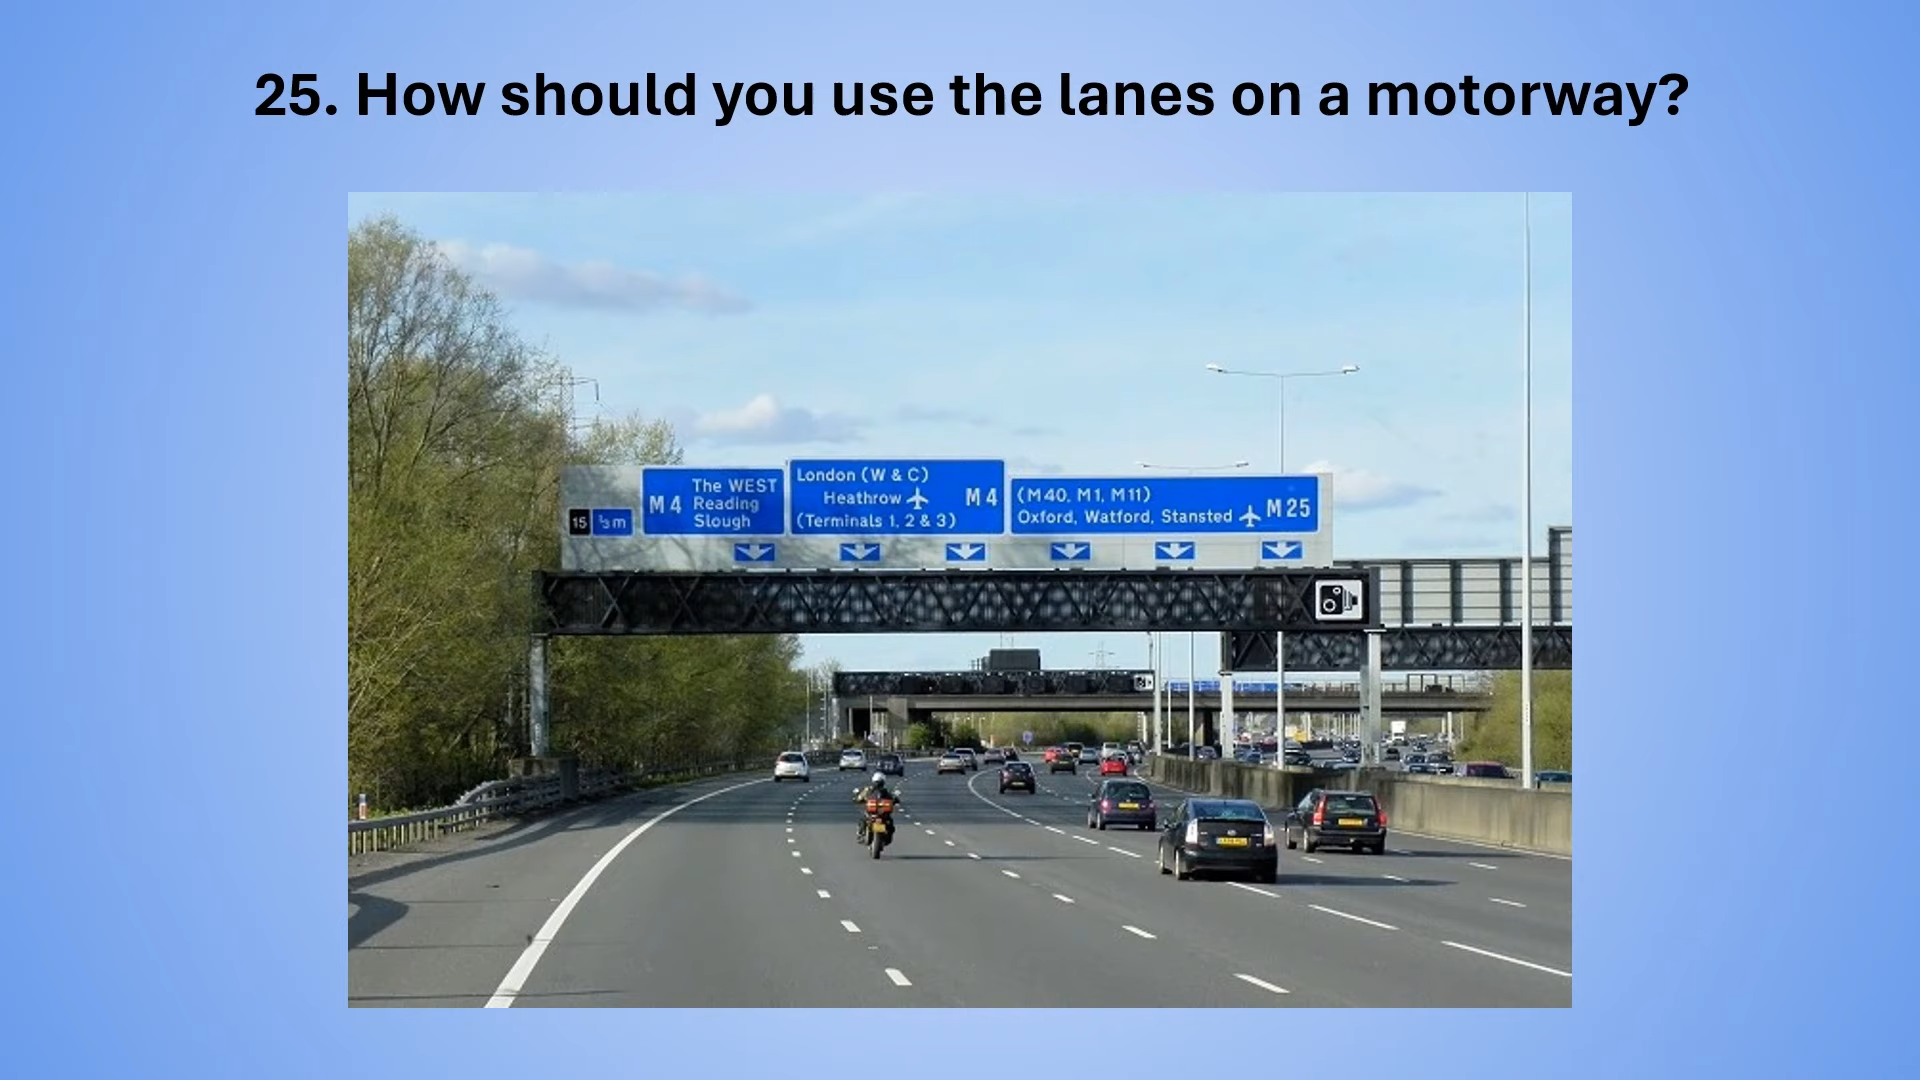 25. How should you use the lanes on a motorway?
15
⅓m
M 4
The WEST
Reading
Slough
London (W & C)
Heathrow
(Terminals 1, 2 & 3)
M 4
(M40, M1, M11)
Oxford, Watford, Stansted
M 25